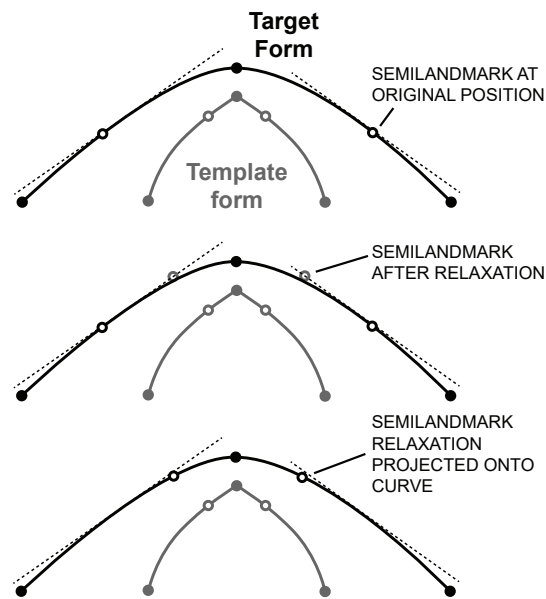 Target
Form
SEMILANDMARK AT
ORIGINAL POSITION
Template
form
SEMILANDMARK
AFTER RELAXATION
SEMILANDMARK
RELAXATION
PROJECTED ONTO
CURVE